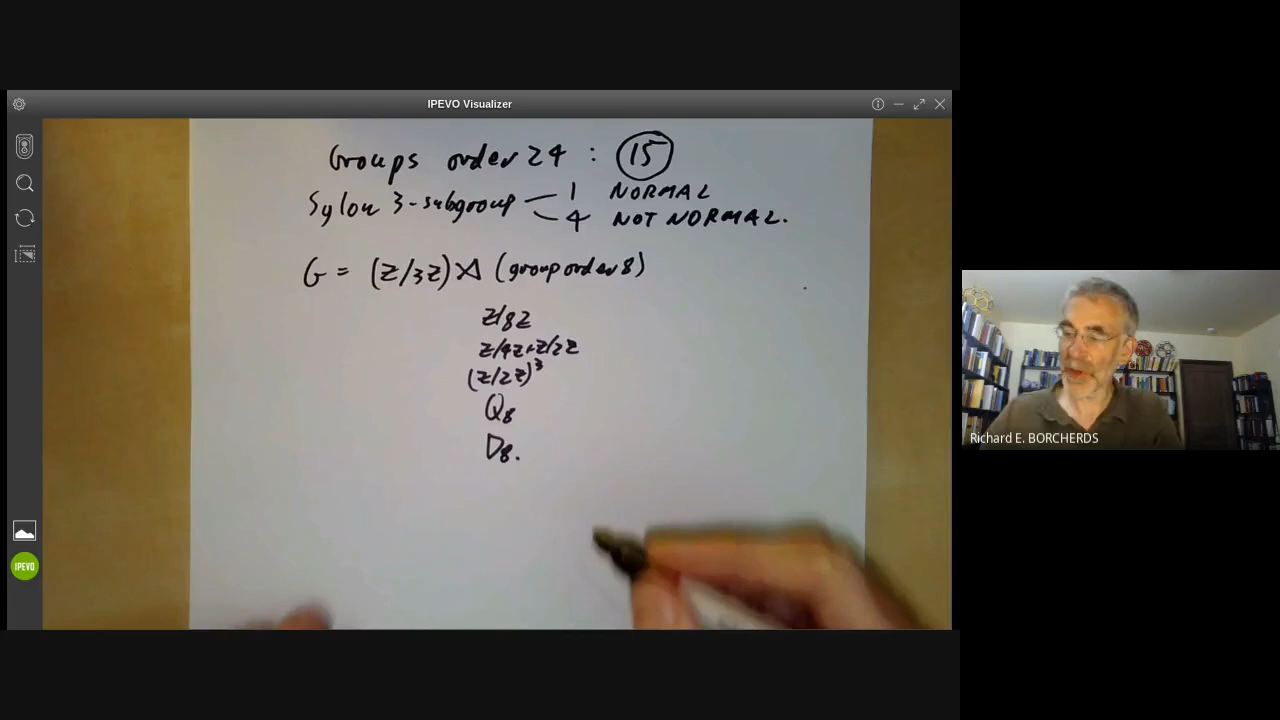 IPEVO Visualizer
Groups order 24 : 15
Sylow 3-subgroup 1 NORMAL
4 NOT NORMAL.
G = (Z/3Z) ⋊ (group order 8)
Z/8Z
Z/4Z × Z/2Z
(Z/2Z)³
Q₈
D₈.
IPEVO
Richard E. BORCHERDS